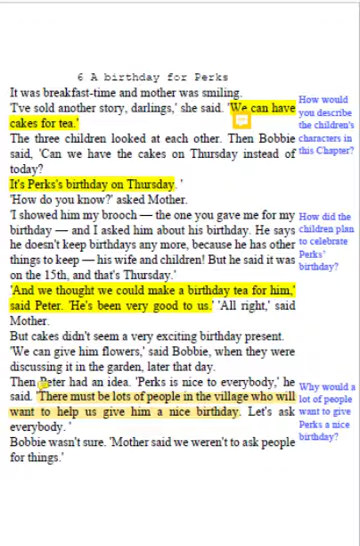 6 A birthday for Perks
It was breakfast-time and mother was smiling.
'I've sold another story, darlings,' she said. 'We can have
cakes for tea.'
The three children looked at each other. Then Bobbie
said, 'Can we have the cakes on Thursday instead of
today?
It's Perks's birthday on Thursday. '
'How do you know?' asked Mother.
'I showed him my brooch — the one you gave me for my
birthday — and I asked him about his birthday. He says
he doesn't keep birthdays any more, because he has other
things to keep — his wife and children! But he said it was
on the 15th, and that's Thursday.'
'And we thought we could make a birthday tea for him,'
said Peter. 'He's been very good to us.' 'All right,' said
Mother.
But cakes didn't seem a very exciting birthday present.
'We can give him flowers,' said Bobbie, when they were
discussing it in the garden, later that day.
Then Peter had an idea. 'Perks is nice to everybody,' he
said. 'There must be lots of people in the village who will
want to help us give him a nice birthday. Let's ask
everybody. '
Bobbie wasn't sure. 'Mother said we weren't to ask people
for things.'
How would
you describe
the children's
characters in
this Chapter?
How did the
children plan
to celebrate
Perks'
birthday?
Why would a
lot of people
want to give
Perks a nice
birthday?